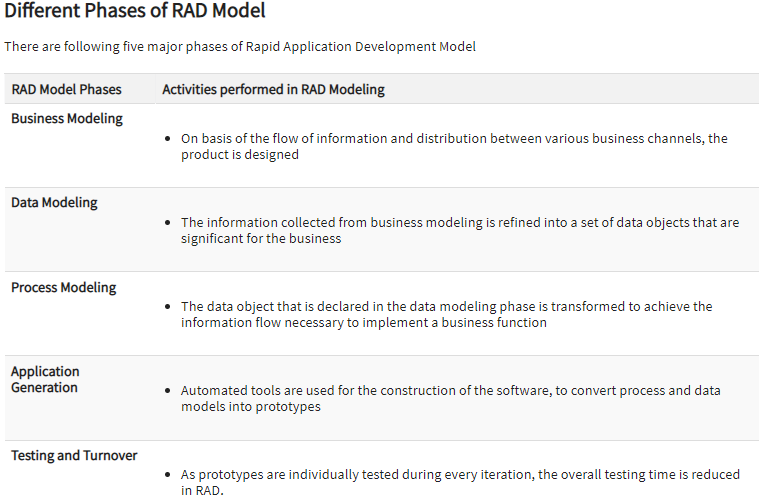 Different Phases of RAD Model
There are following five major phases of Rapid Application Development Model
RAD Model Phases Activities performed in RAD Modeling
Business Modeling
• On basis of the flow of information and distribution between various business channels, the
product is designed
Data Modeling
• The information collected from business modeling is refined into a set of data objects that are
significant for the business
Process Modeling
• The data object that is declared in the data modeling phase is transformed to achieve the
information flow necessary to implement a business function
Application
Generation
• Automated tools are used for the construction of the software, to convert process and data
models into prototypes
Testing and Turnover
• As prototypes are individually tested during every iteration, the overall testing time is reduced
in RAD.